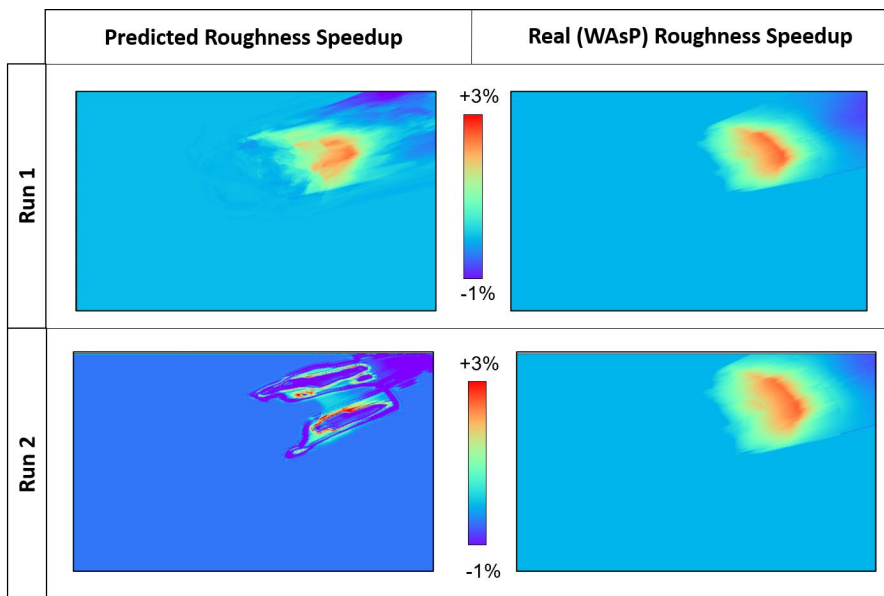 Predicted Roughness Speedup
Real (WAsP) Roughness Speedup
Run 1
+3%
-1%
Run 2
+3%
-1%